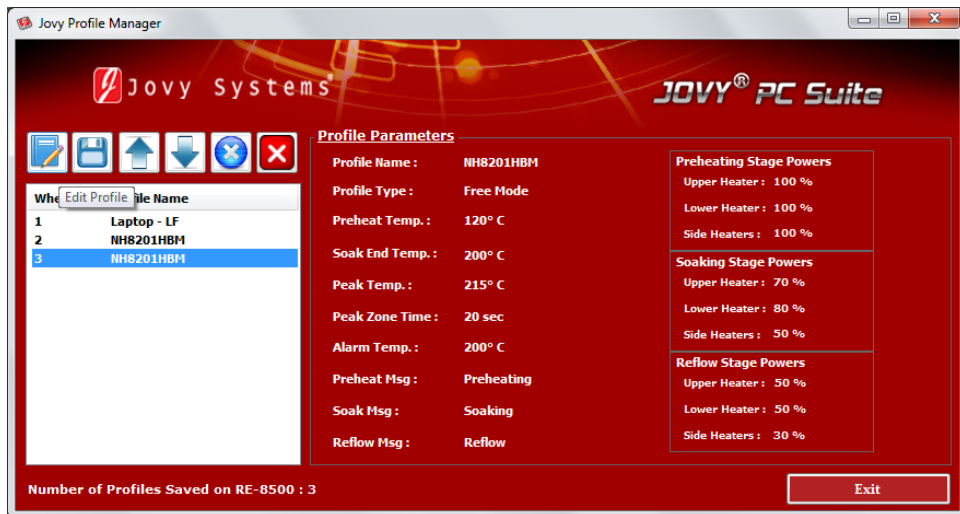 Jovy Profile Manager
Jovy Systems
JOVY® PC Suite
Profile Parameters
Whe
Edit Profile
file Name
1 Laptop - LF
2 NH8201HBM
3 NH8201HBM
Profile Name : NH8201HBM
Profile Type : Free Mode
Preheat Temp. : 120° C
Soak End Temp. : 200° C
Peak Temp. : 215° C
Peak Zone Time : 20 sec
Alarm Temp. : 200° C
Preheat Msg : Preheating
Soak Msg : Soaking
Reflow Msg : Reflow
Preheating Stage Powers
Upper Heater : 100 %
Lower Heater : 100 %
Side Heaters : 100 %
Soaking Stage Powers
Upper Heater : 70 %
Lower Heater : 80 %
Side Heaters : 50 %
Reflow Stage Powers
Upper Heater : 50 %
Lower Heater : 50 %
Side Heaters : 30 %
Number of Profiles Saved on RE-8500 : 3
Exit